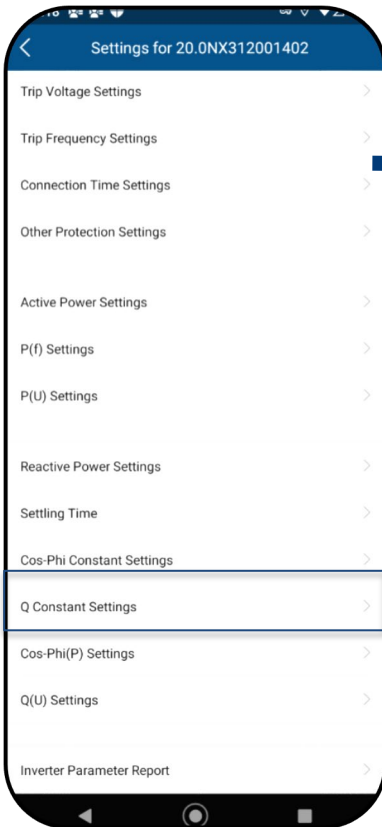 Settings for 20.0NX312001402
Trip Voltage Settings
Trip Frequency Settings
Connection Time Settings
Other Protection Settings
Active Power Settings
P(f) Settings
P(U) Settings
Reactive Power Settings
Settling Time
Cos-Phi Constant Settings
Q Constant Settings
Cos-Phi(P) Settings
Q(U) Settings
Inverter Parameter Report